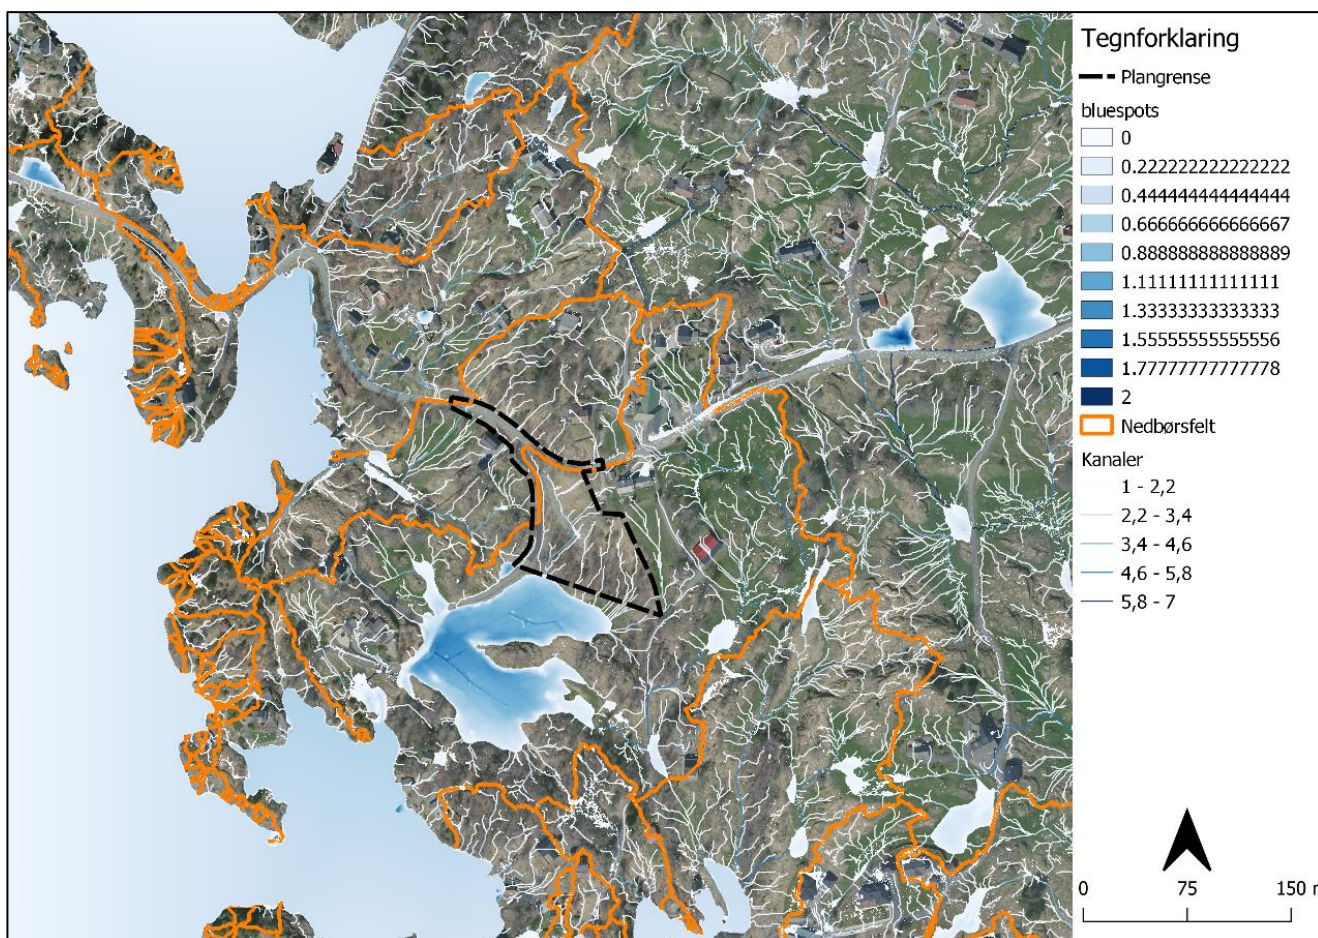 Tegnforklaring
Plangrense
bluespots
0
0.222222222222222
0.444444444444444
0.666666666666667
0.888888888888889
1.11111111111111
1.33333333333333
1.55555555555556
1.77777777777778
2
Nedbørsfelt
Kanaler
1 - 2,2
2,2 - 3,4
3,4 - 4,6
4,6 - 5,8
5,8 - 7
0 75 150 m